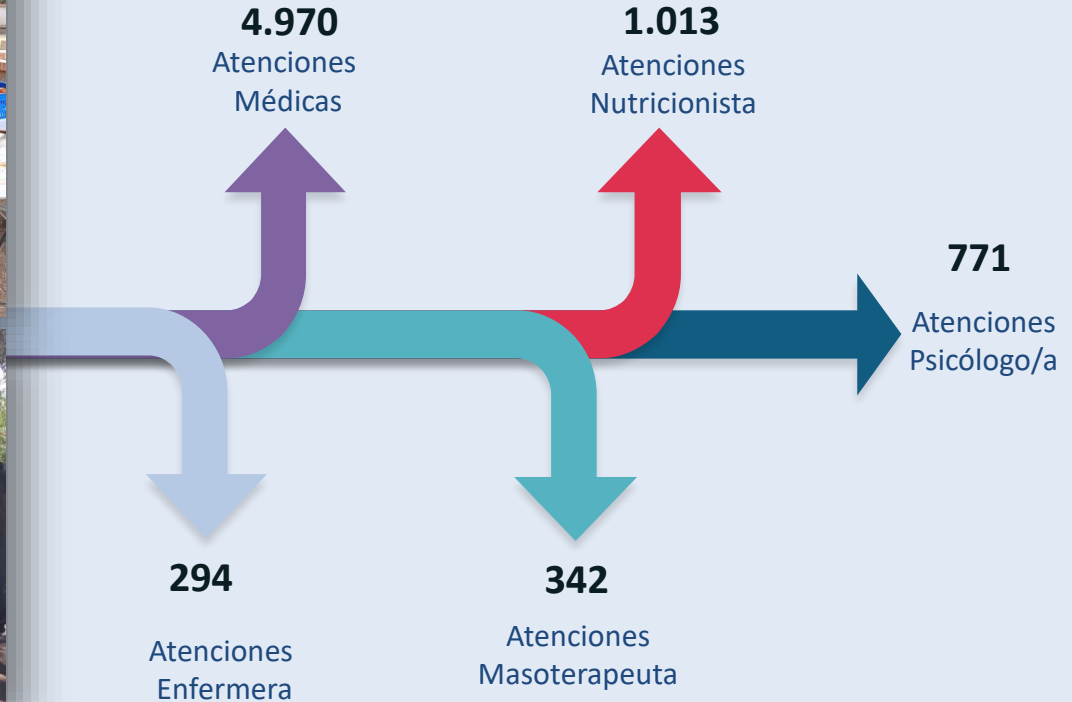 4.970
Atenciones
Médicas
1.013
Atenciones
Nutricionista
771
Atenciones
Psicólogo/a
294
Atenciones
Enfermera
342
Atenciones
Masoterapeuta